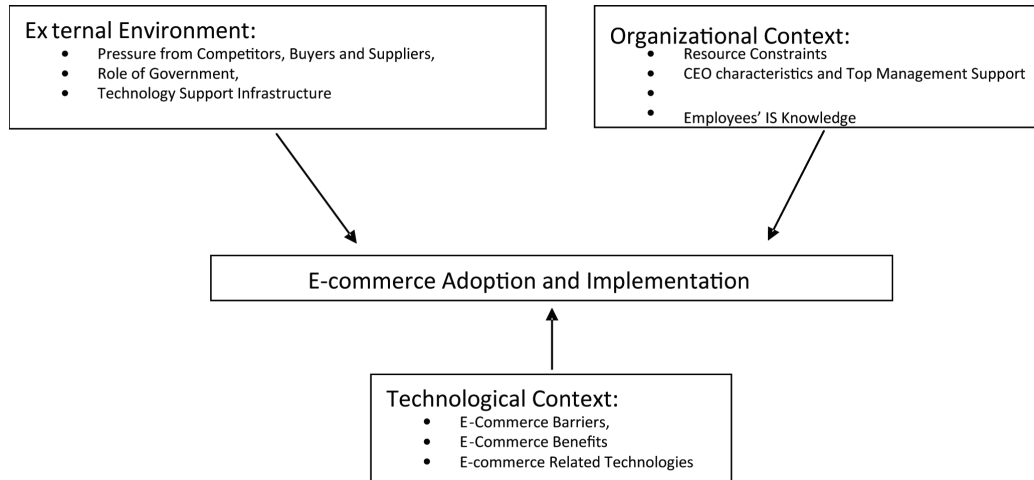 External Environment:
• Pressure from Competitors, Buyers and Suppliers,
• Role of Government,
• Technology Support Infrastructure
Organizational Context:
• Resource Constraints
• CEO characteristics and Top Management Support
•
• Employees’ IS Knowledge
E-commerce Adoption and Implementation
Technological Context:
• E-Commerce Barriers,
• E-Commerce Benefits
• E-commerce Related Technologies